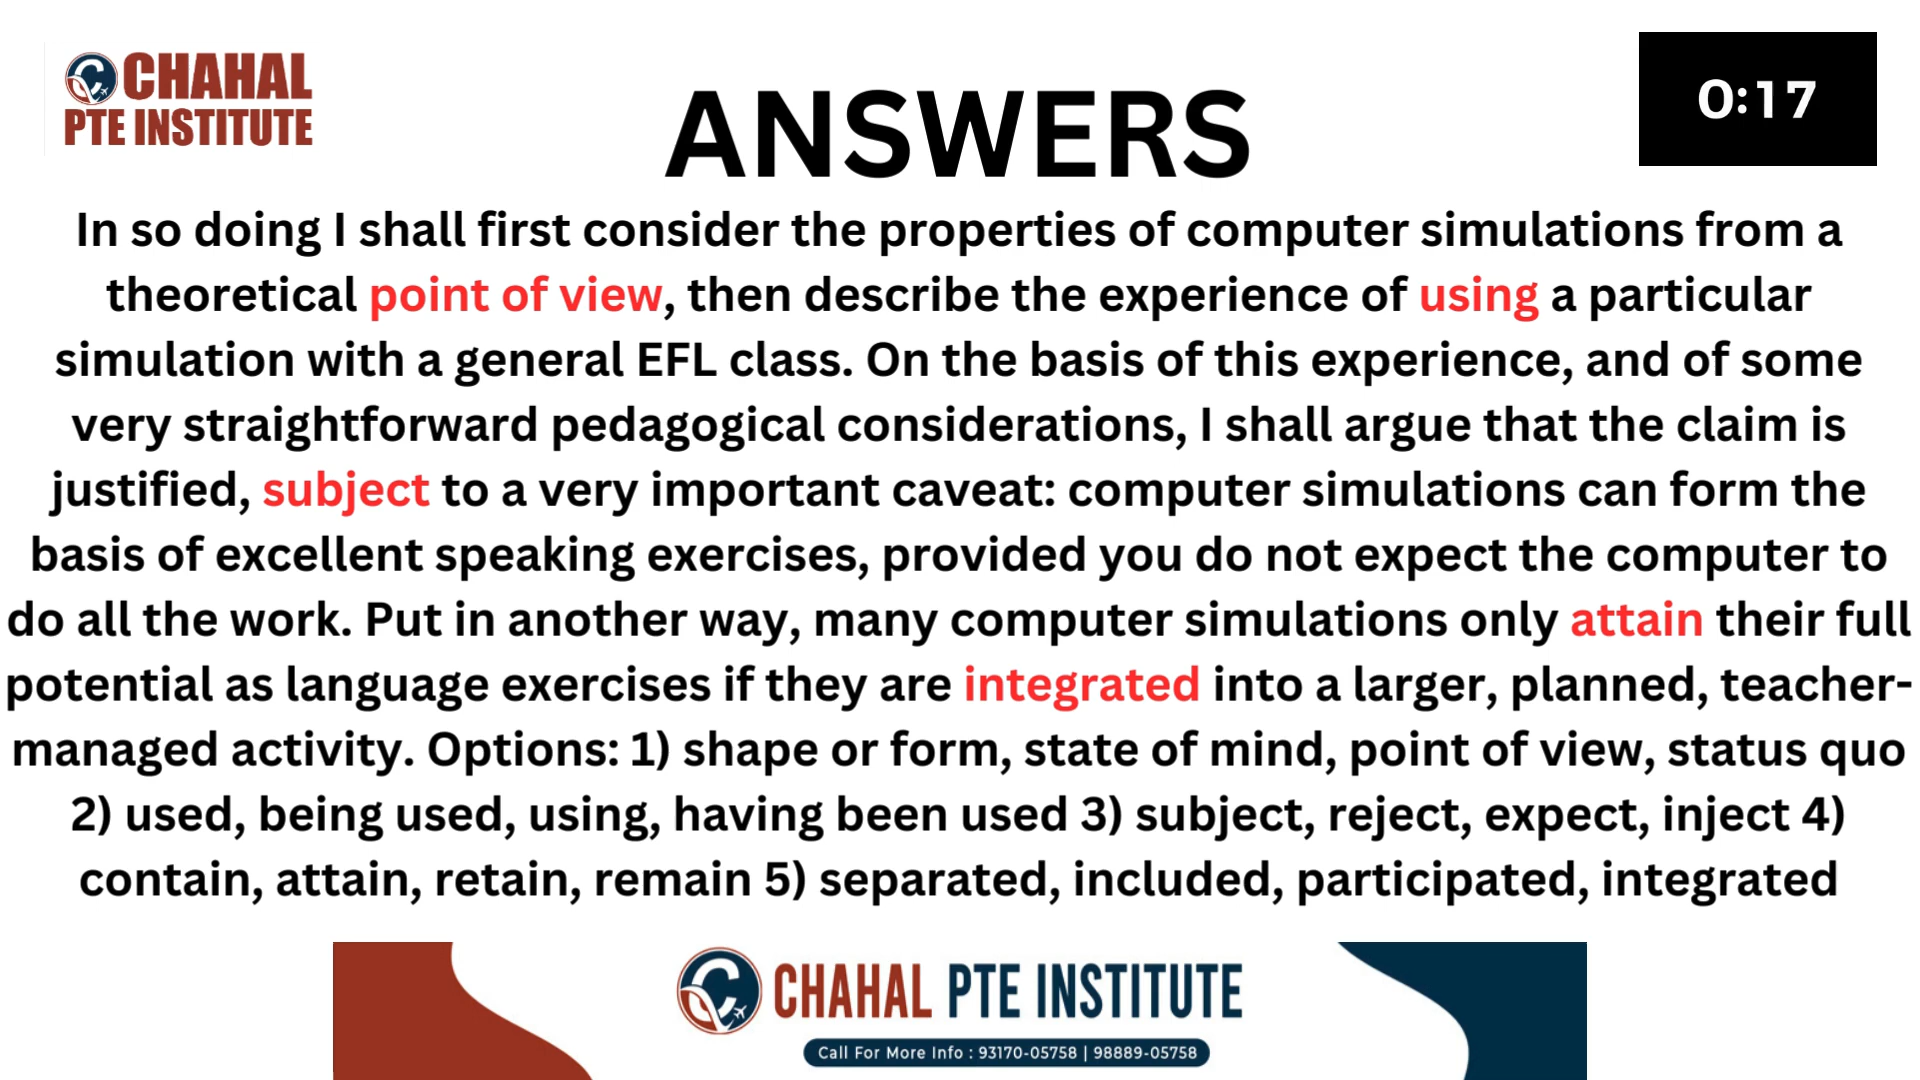 CHAHAL
PTE INSTITUTE
ANSWERS
0:17
In so doing I shall first consider the properties of computer simulations from a
theoretical point of view, then describe the experience of using a particular
simulation with a general EFL class. On the basis of this experience, and of some
very straightforward pedagogical considerations, I shall argue that the claim is
justified, subject to a very important caveat: computer simulations can form the
basis of excellent speaking exercises, provided you do not expect the computer to
do all the work. Put in another way, many computer simulations only attain their full
potential as language exercises if they are integrated into a larger, planned, teacher-
managed activity. Options: 1) shape or form, state of mind, point of view, status quo
2) used, being used, using, having been used 3) subject, reject, expect, inject 4)
contain, attain, retain, remain 5) separated, included, participated, integrated
CHAHAL PTE INSTITUTE
Call For More Info : 93170-05758 | 98889-05758